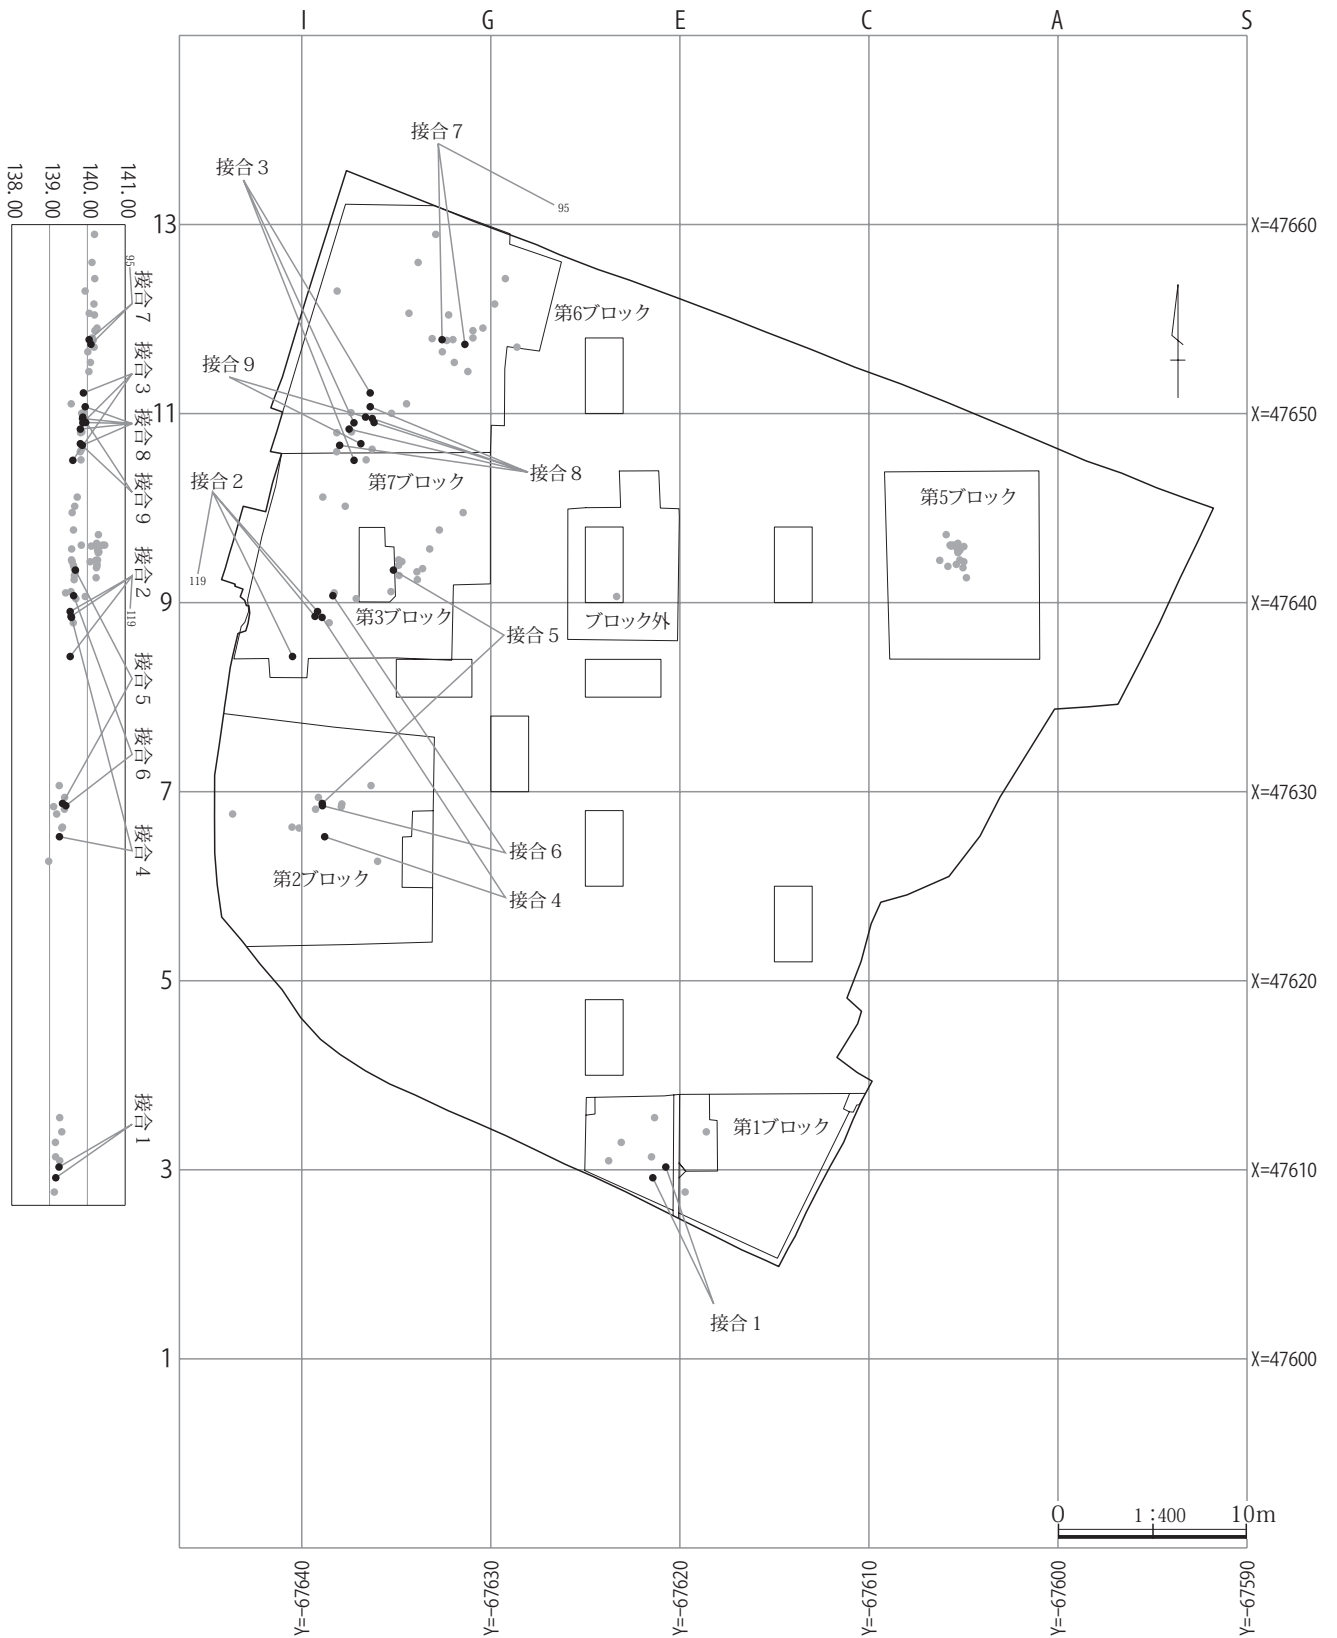 I G E C A S
接合７
接合３
95
13
X=47660
第6ブロック
接合９
11
X=47650
接合８
接合２
第7ブロック
第5ブロック
119
9
X=47640
第3ブロック
ブロック外
接合５
7
X=47630
接合６
第2ブロック
接合４
5
X=47620
第1ブロック
3
X=47610
接合１
1
X=47600
0 1:400 10m
Y=-67640
Y=-67630
Y=-67620
Y=-67610
Y=-67600
Y=-67590
138.00
139.00
140.00
141.00
95
接合７
接合３
接合８
接合９
接合２
119
接合５
接合６
接合４
接合１